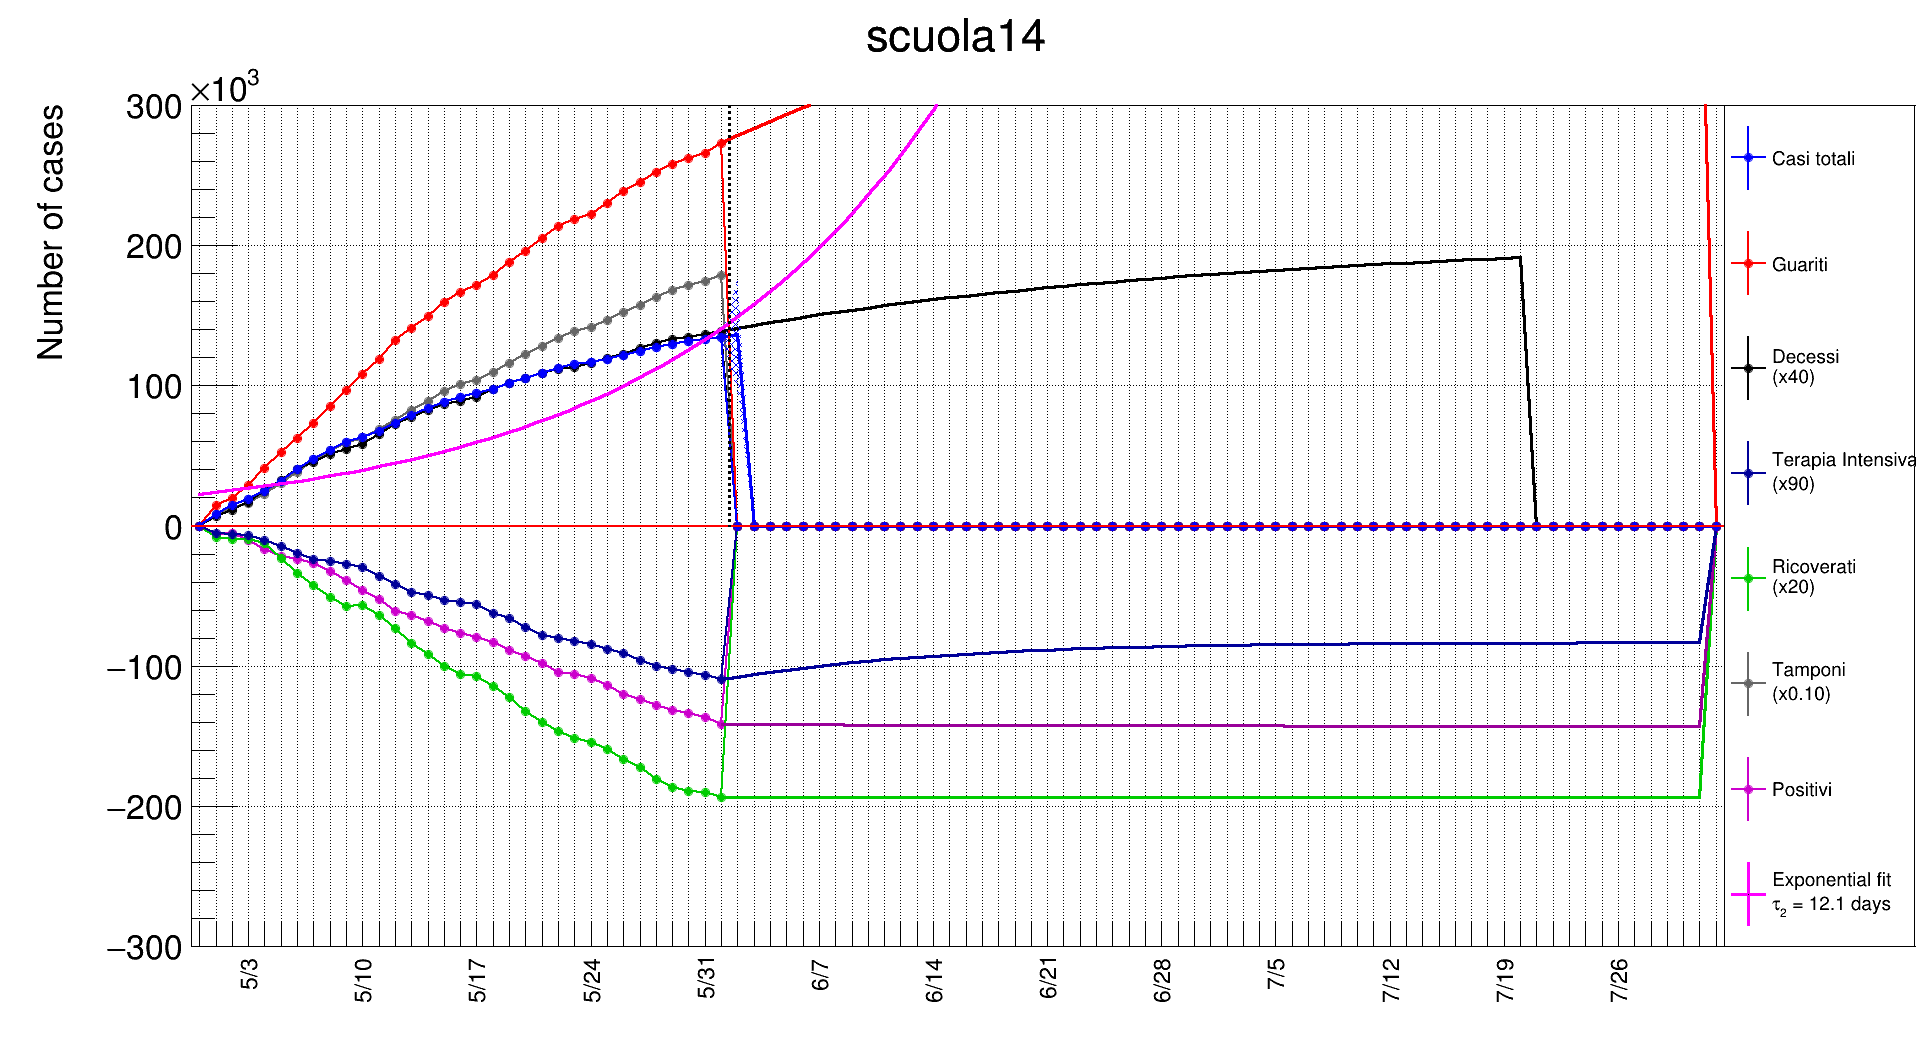 scuola14
×10³
Number of cases
300
200
100
0
−100
−200
−300
5/3
5/10
5/17
5/24
5/31
6/7
6/14
6/21
6/28
7/5
7/12
7/19
7/26
Casi totali
Guariti
Decessi
(x40)
Terapia Intensiva
(x90)
Ricoverati
(x20)
Tamponi
(x0.10)
Positivi
Exponential fit
τ₂ = 12.1 days